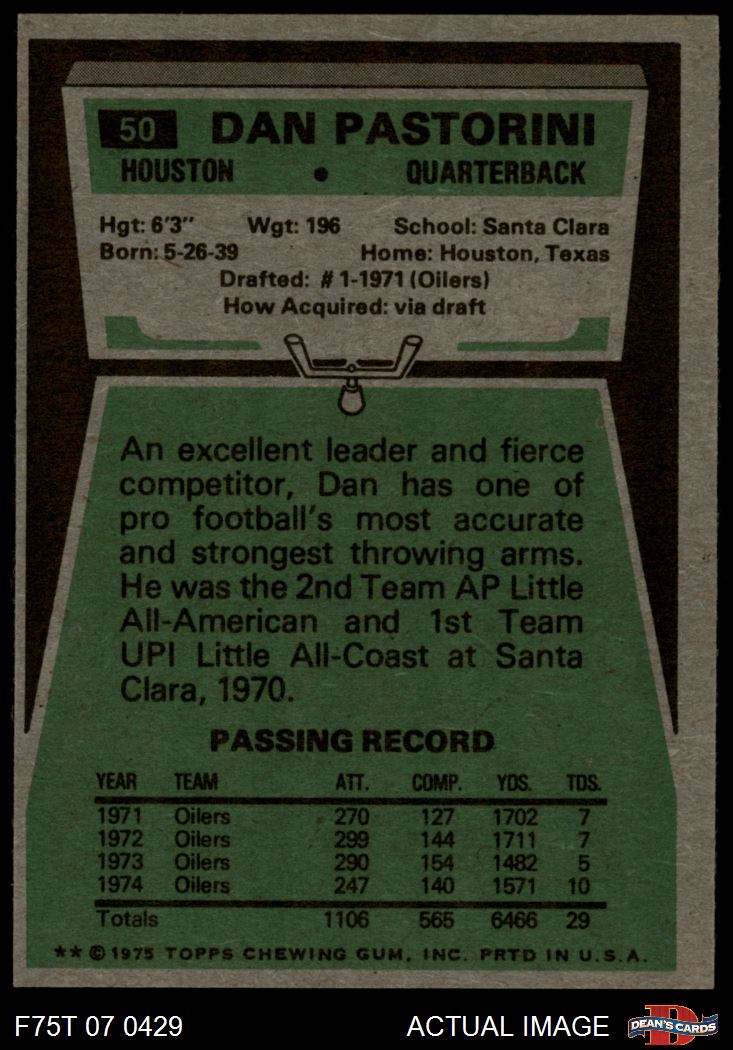 50 DAN PASTORINI
HOUSTON • QUARTERBACK
Hgt: 6'3" Wgt: 196 School: Santa Clara
Born: 5-26-39 Home: Houston, Texas
Drafted: #1-1971 (Oilers)
How Acquired: via draft
An excellent leader and fierce
competitor, Dan has one of
pro football's most accurate
and strongest throwing arms.
He was the 2nd Team AP Little
All-American and 1st Team
UPI Little All-Coast at Santa
Clara, 1970.
PASSING RECORD
YEAR TEAM ATT. COMP. YDS. TDS.
1971 Oilers 270 127 1702 7
1972 Oilers 299 144 1711 7
1973 Oilers 290 154 1482 5
1974 Oilers 247 140 1571 10
Totals 1106 565 6466 29
** © 1975 TOPPS CHEWING GUM, INC. PRTD IN U.S.A.
F75T 07 0429 ACTUAL IMAGE DEAN'S CARDS